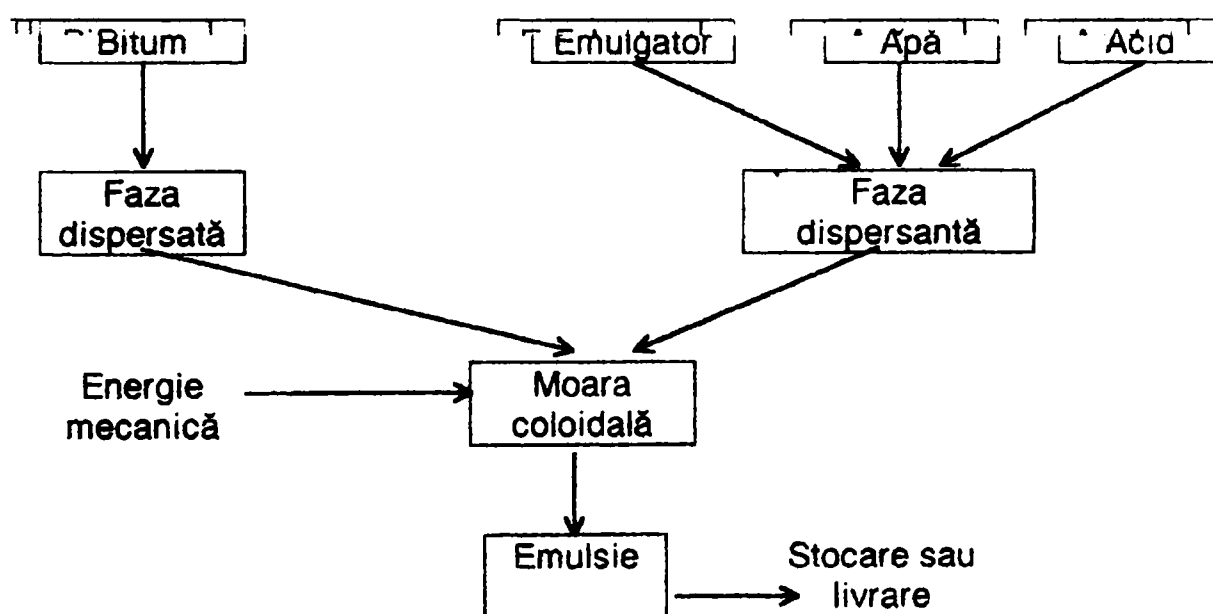 Bitum
Emulgator
Apă
Acid
Faza
dispersată
Faza
dispersantă
Energie
mecanică
Moara
coloidală
Emulsie
Stocare sau
livrare